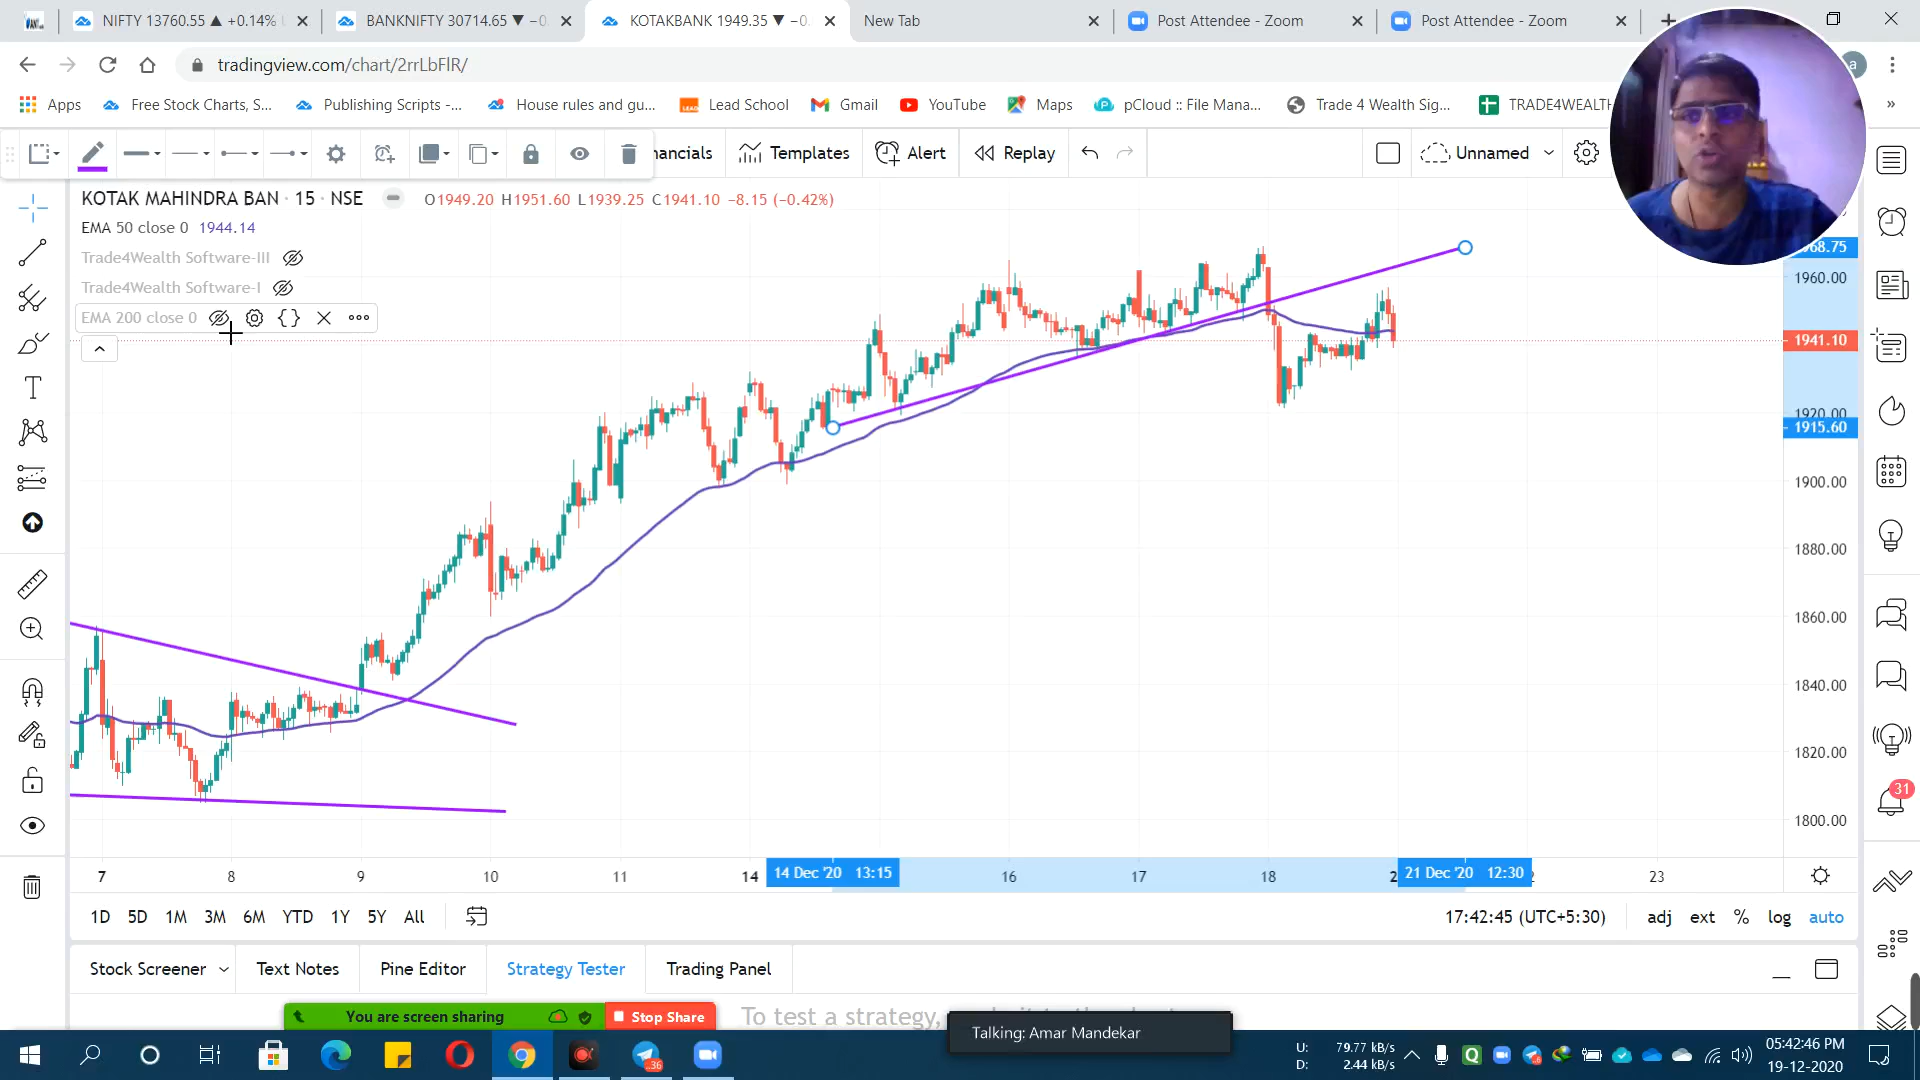 NIFTY 13760.55 ▲ +0.14%
BANKNIFTY 30714.65 ▼ −0.
KOTAKBANK 1949.35 ▼ −0.
New Tab
Post Attendee - Zoom
Post Attendee - Zoom
tradingview.com/chart/2rrLbFlR/
a
Apps
Free Stock Charts, S...
Publishing Scripts -...
House rules and gu...
LEAD Lead School
Gmail
YouTube
Maps
pCloud :: File Mana...
Trade 4 Wealth Sig...
TRADE4WEALTH
»
nancials
Templates
Alert
Replay
Unnamed
KOTAK MAHINDRA BAN · 15 · NSE
O1949.20 H1951.60 L1939.25 C1941.10 −8.15 (−0.42%)
EMA 50 close 0 1944.14
Trade4Wealth Software-III
Trade4Wealth Software-I
EMA 200 close 0
68.75
1960.00
1941.10
1920.00
1915.60
1900.00
1880.00
1860.00
1840.00
1820.00
1800.00
31
7
8
9
10
11
14
14 Dec '20 13:15
16
17
18
2
21 Dec '20 12:30
23
1D 5D 1M 3M 6M YTD 1Y 5Y All
17:42:45 (UTC+5:30)
adj ext % log auto
Stock Screener
Text Notes
Pine Editor
Strategy Tester
Trading Panel
You are screen sharing
Stop Share
To test a strategy,
Talking: Amar Mandekar
U: 79.77 kB/s
D: 2.44 kB/s
05:42:46 PM
19-12-2020
36